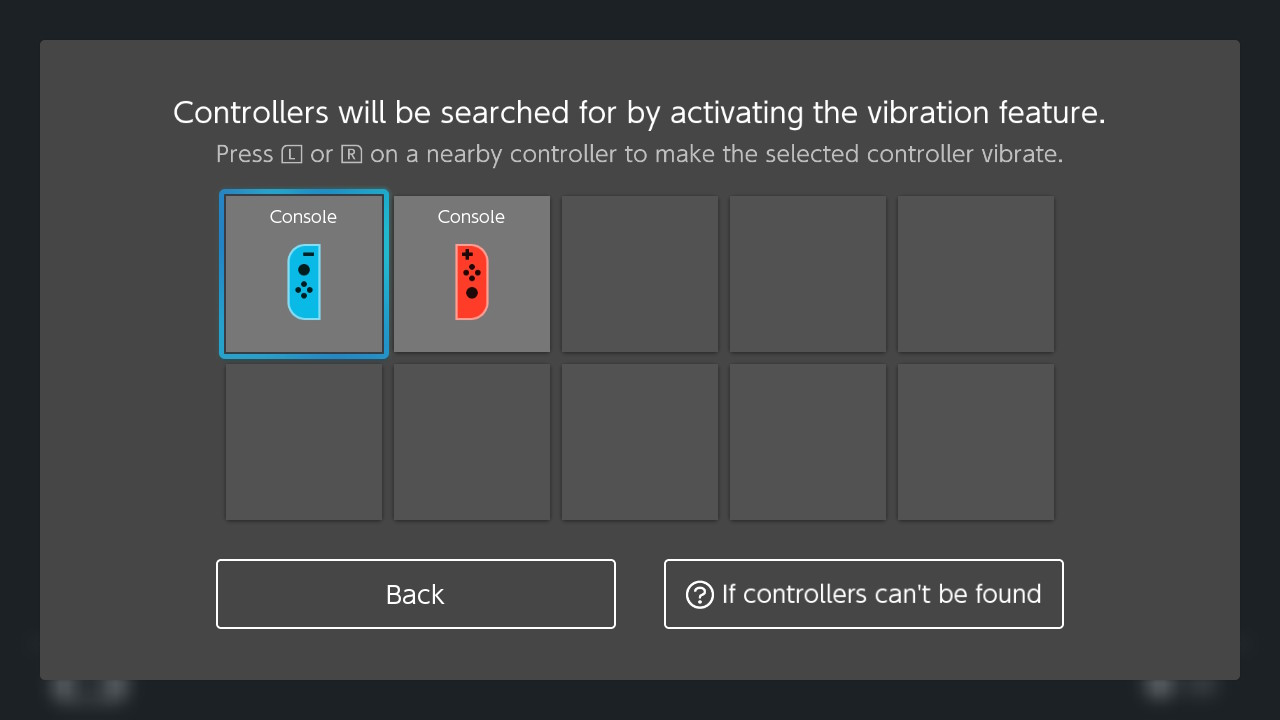 Controllers will be searched for by activating the vibration feature.
Press L or R on a nearby controller to make the selected controller vibrate.
Console
Console
Back
? If controllers can't be found